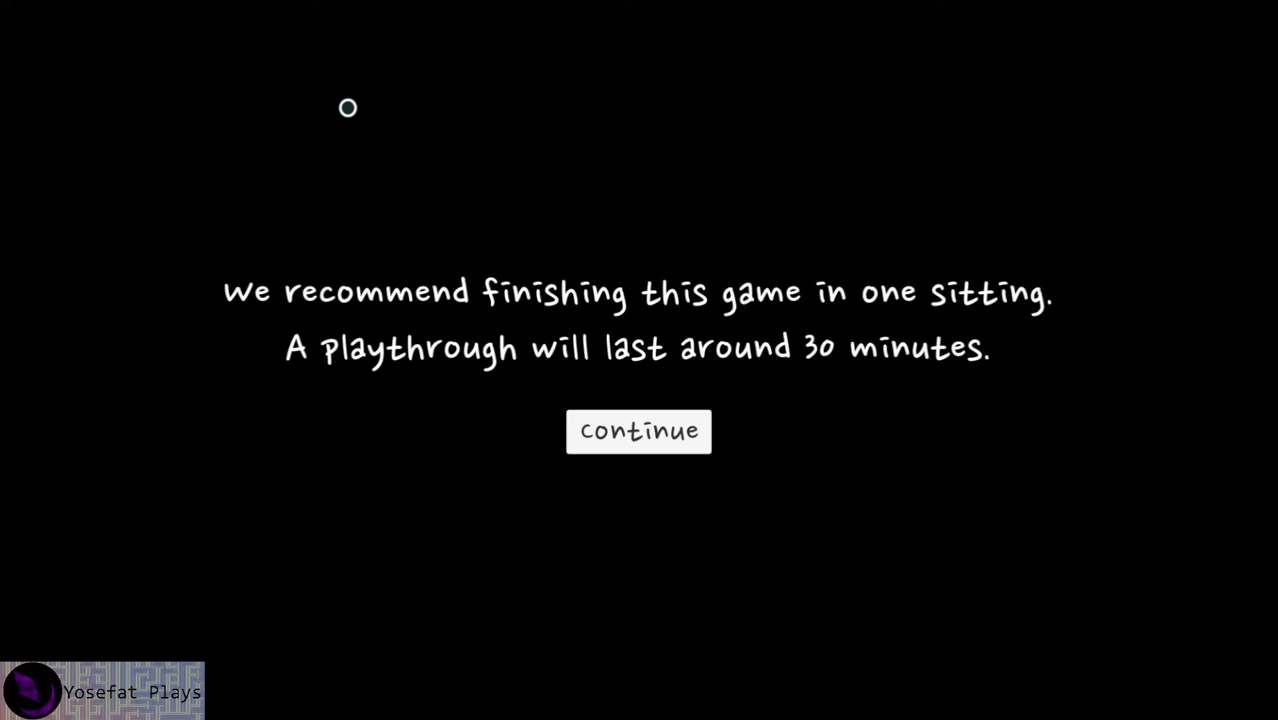 We recommend finishing this game in one sitting.
A playthrough will last around 30 minutes.
continue
Yosefat Plays